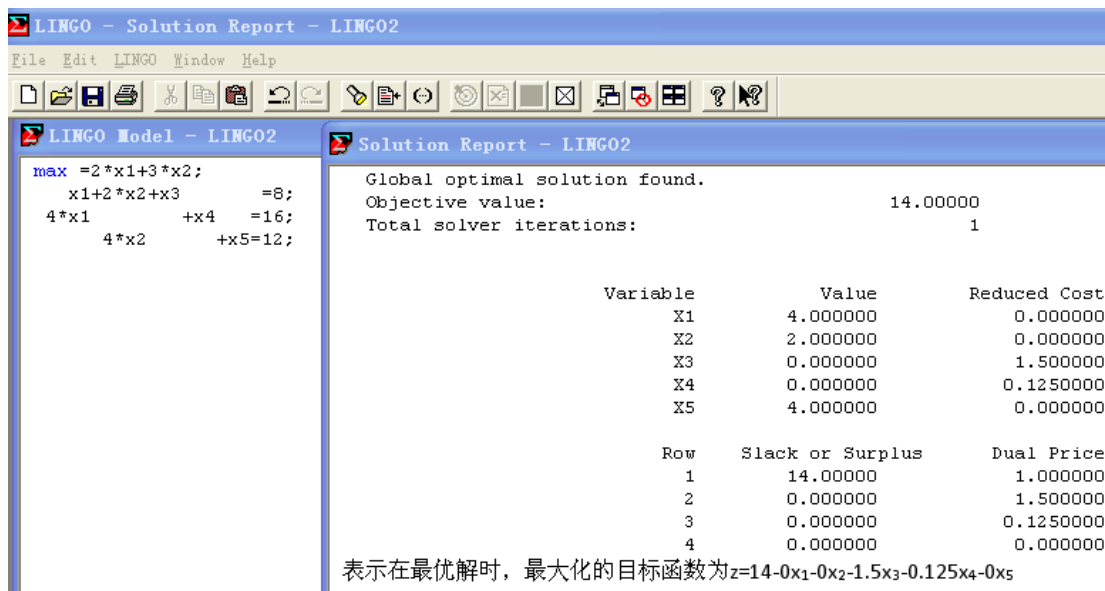 LINGO - Solution Report - LINGO2
File Edit LINGO Window Help
LINGO Model - LINGO2
max =2*x1+3*x2;
x1+2*x2+x3 =8;
4*x1 +x4 =16;
4*x2 +x5=12;
Solution Report - LINGO2
Global optimal solution found.
Objective value: 14.00000
Total solver iterations: 1
Variable Value Reduced Cost
X1 4.000000 0.000000
X2 2.000000 0.000000
X3 0.000000 1.500000
X4 0.000000 0.1250000
X5 4.000000 0.000000
Row Slack or Surplus Dual Price
1 14.00000 1.000000
2 0.000000 1.500000
3 0.000000 0.1250000
4 0.000000 0.000000
表示在最优解时，最大化的目标函数为z=14-0x₁-0x₂-1.5x₃-0.125x₄-0x₅